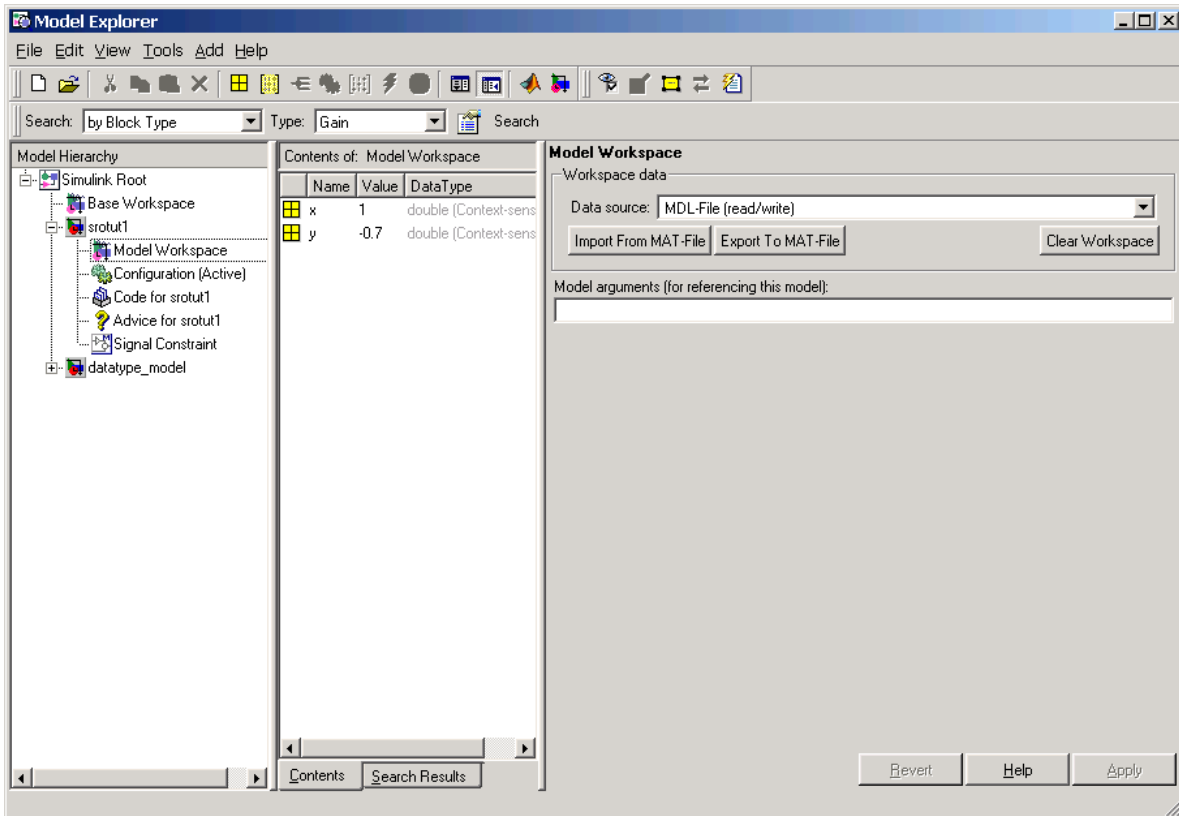 Model Explorer
File Edit View Tools Add Help
Search: by Block Type Type: Gain Search
Model Hierarchy
Simulink Root
Base Workspace
srotut1
Model Workspace
Configuration (Active)
Code for srotut1
Advice for srotut1
Signal Constraint
datatype_model
Contents of: Model Workspace
Name Value DataType
x 1 double (Context-sens
y -0.7 double (Context-sens
Contents Search Results
Model Workspace
Workspace data
Data source: MDL-File (read/write)
Import From MAT-File Export To MAT-File Clear Workspace
Model arguments (for referencing this model):
Revert Help Apply